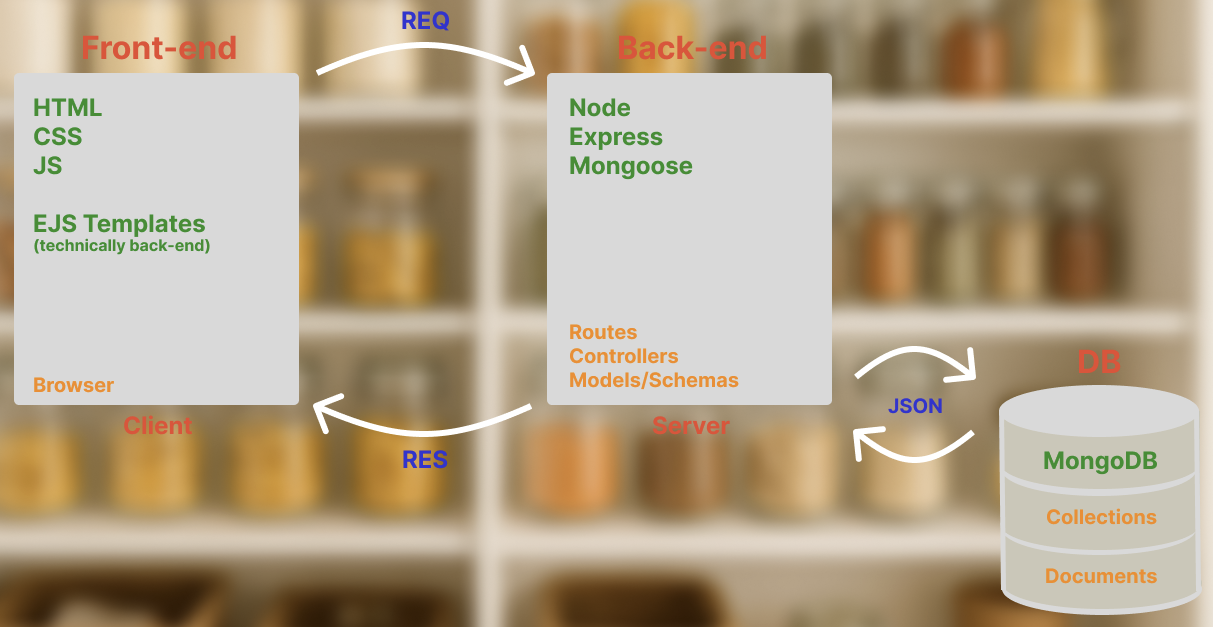 REQ
Front-end
Back-end
HTML
CSS
JS
EJS Templates
(technically back-end)
Browser
Client
Node
Express
Mongoose
Routes
Controllers
Models/Schemas
Server
RES
JSON
DB
MongoDB
Collections
Documents